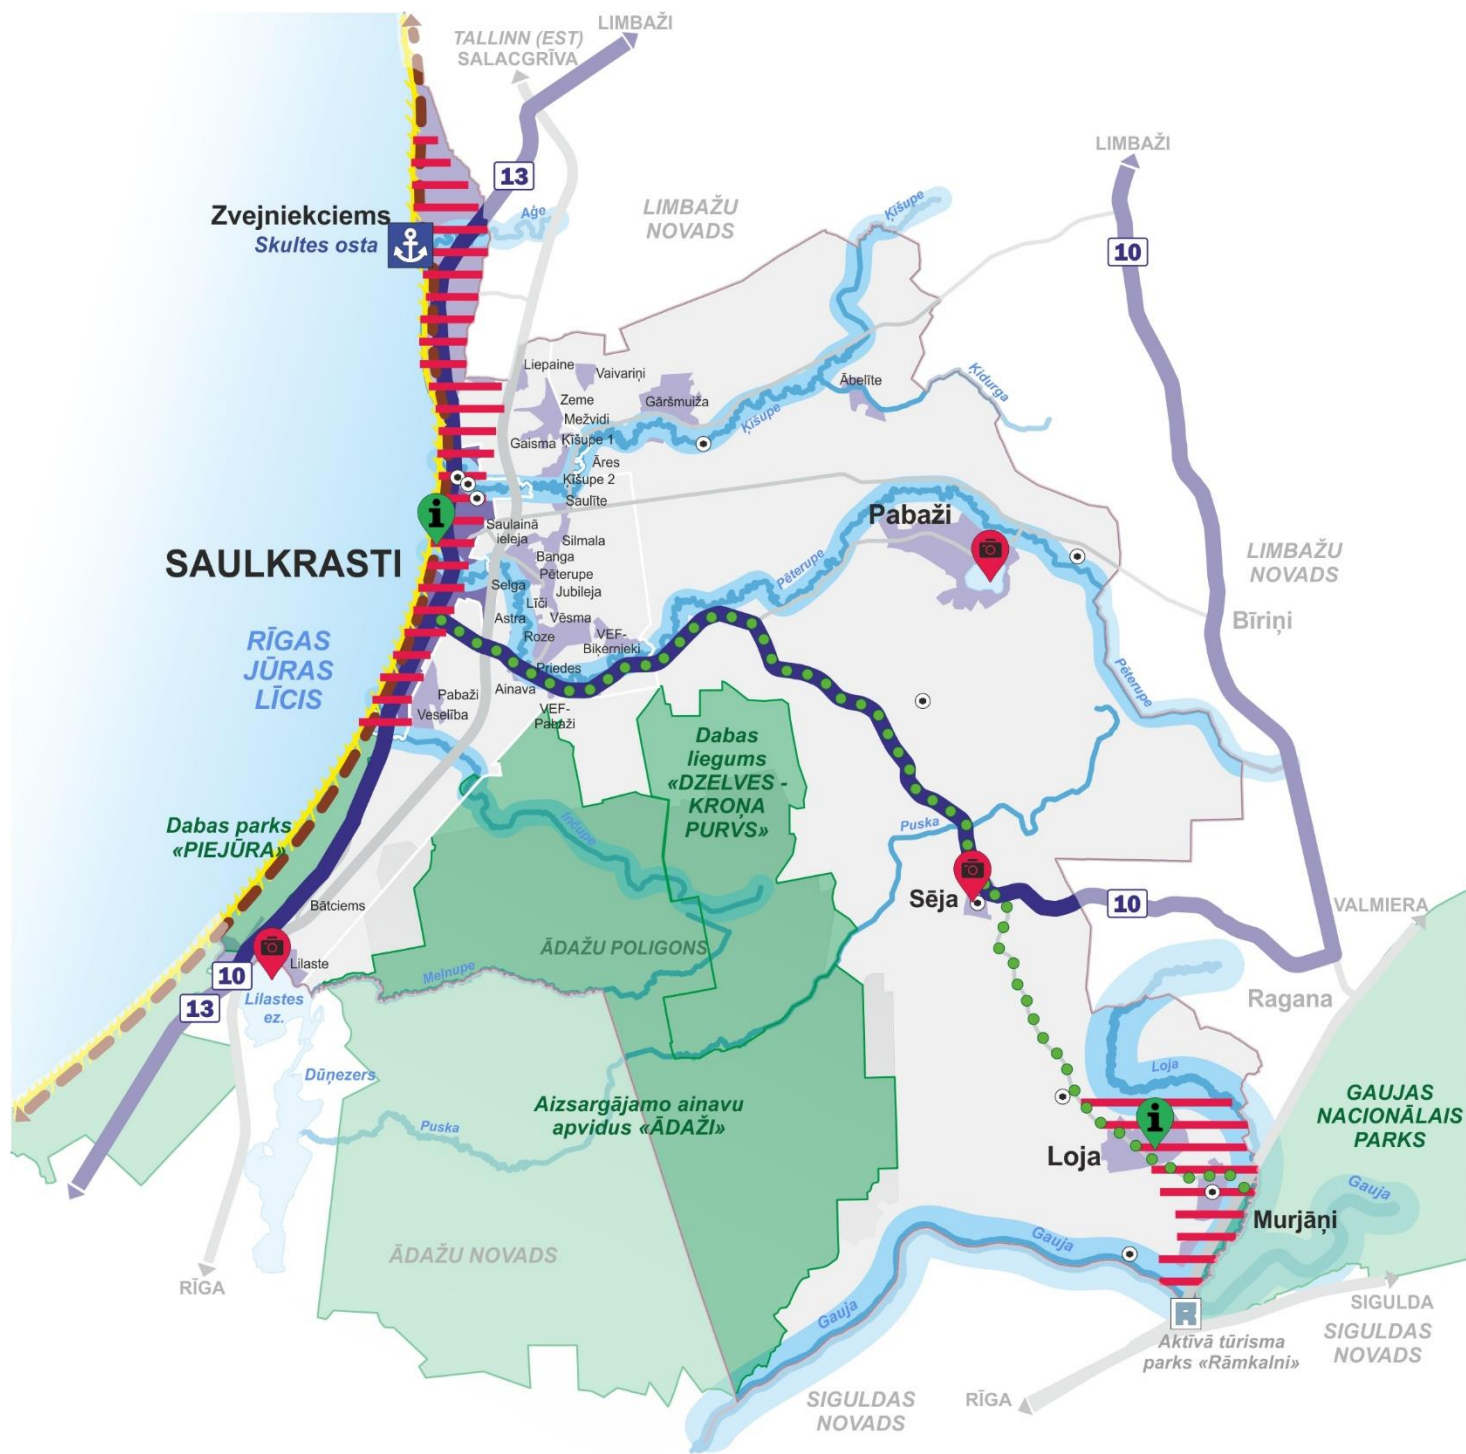 LIMBAŽI
TALLINN (EST)
SALACGRĪVA
LIMBAŽI
13
Zvejniekciems
Skultes osta
Aģe
LIMBAŽU
NOVADS
Ķīšupe
10
Liepaine
Vaivariņi
Ābelīte
Ķidurga
Zeme
Gāršmuiža
Mežvidi
Gaisma
Ķīšupe 1
Ķīšupe
Āres
Ķīšupe 2
Saulīte
Pabaži
Saulainā
ieleja
Silmala
Banga
SAULKRASTI
Pēterupe
Selga
Jubileja
Pēterupe
LIMBAŽU
NOVADS
Līči
Astra
Vēsma
Roze
VEF-
Biķernieki
Bīriņi
RĪGAS
JŪRAS
LĪCIS
Priedes
Ainava
Pabaži
Veselība
VEF-
Pabaži
Pēterupe
Dabas
liegums
«DZELVES -
KROŅA
PURVS»
Dabas parks
«PIEJŪRA»
Inčupe
Puska
Sēja
10
VALMIERA
Bātciems
ĀDAŽU POLIGONS
Lilaste
10
13
Melnupe
Lilastes
ez.
Ragana
Dūņezers
Loja
Puska
Aizsargājamo ainavu
apvidus «ĀDAŽI»
GAUJAS
NACIONĀLAIS
PARKS
Loja
Gauja
Murjāņi
ĀDAŽU NOVADS
Gauja
RĪGA
Gauja
SIGULDA
SIGULDAS
NOVADS
R
Aktīvā tūrisma
parks «Rāmkalni»
SIGULDAS
NOVADS
RĪGA